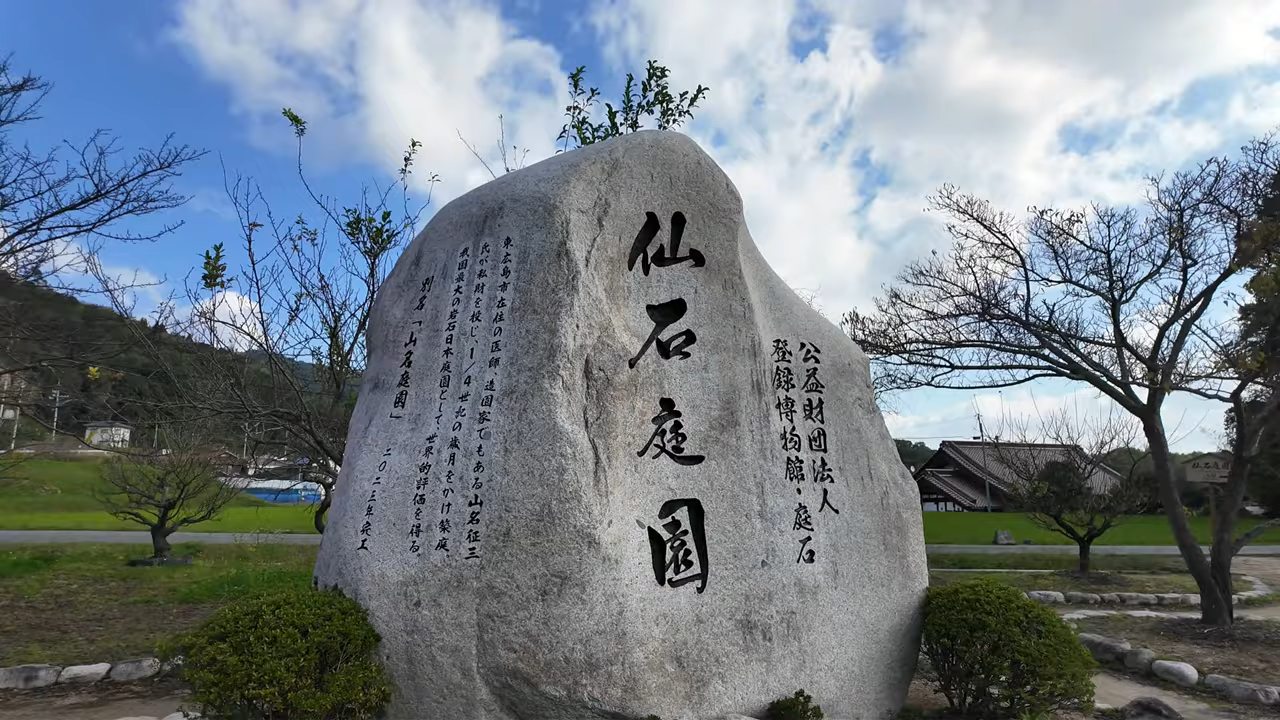 公益財団法人
登録博物館・庭石
仙石庭園
東広島市在住の医師 造園家でもある山名征三
氏が私財を投じ、1/4世紀の歳月をかけ築庭、
我国最大の岩石日本庭園として、世界的評価を得る。
別名「山名庭園」
二〇二三年完工